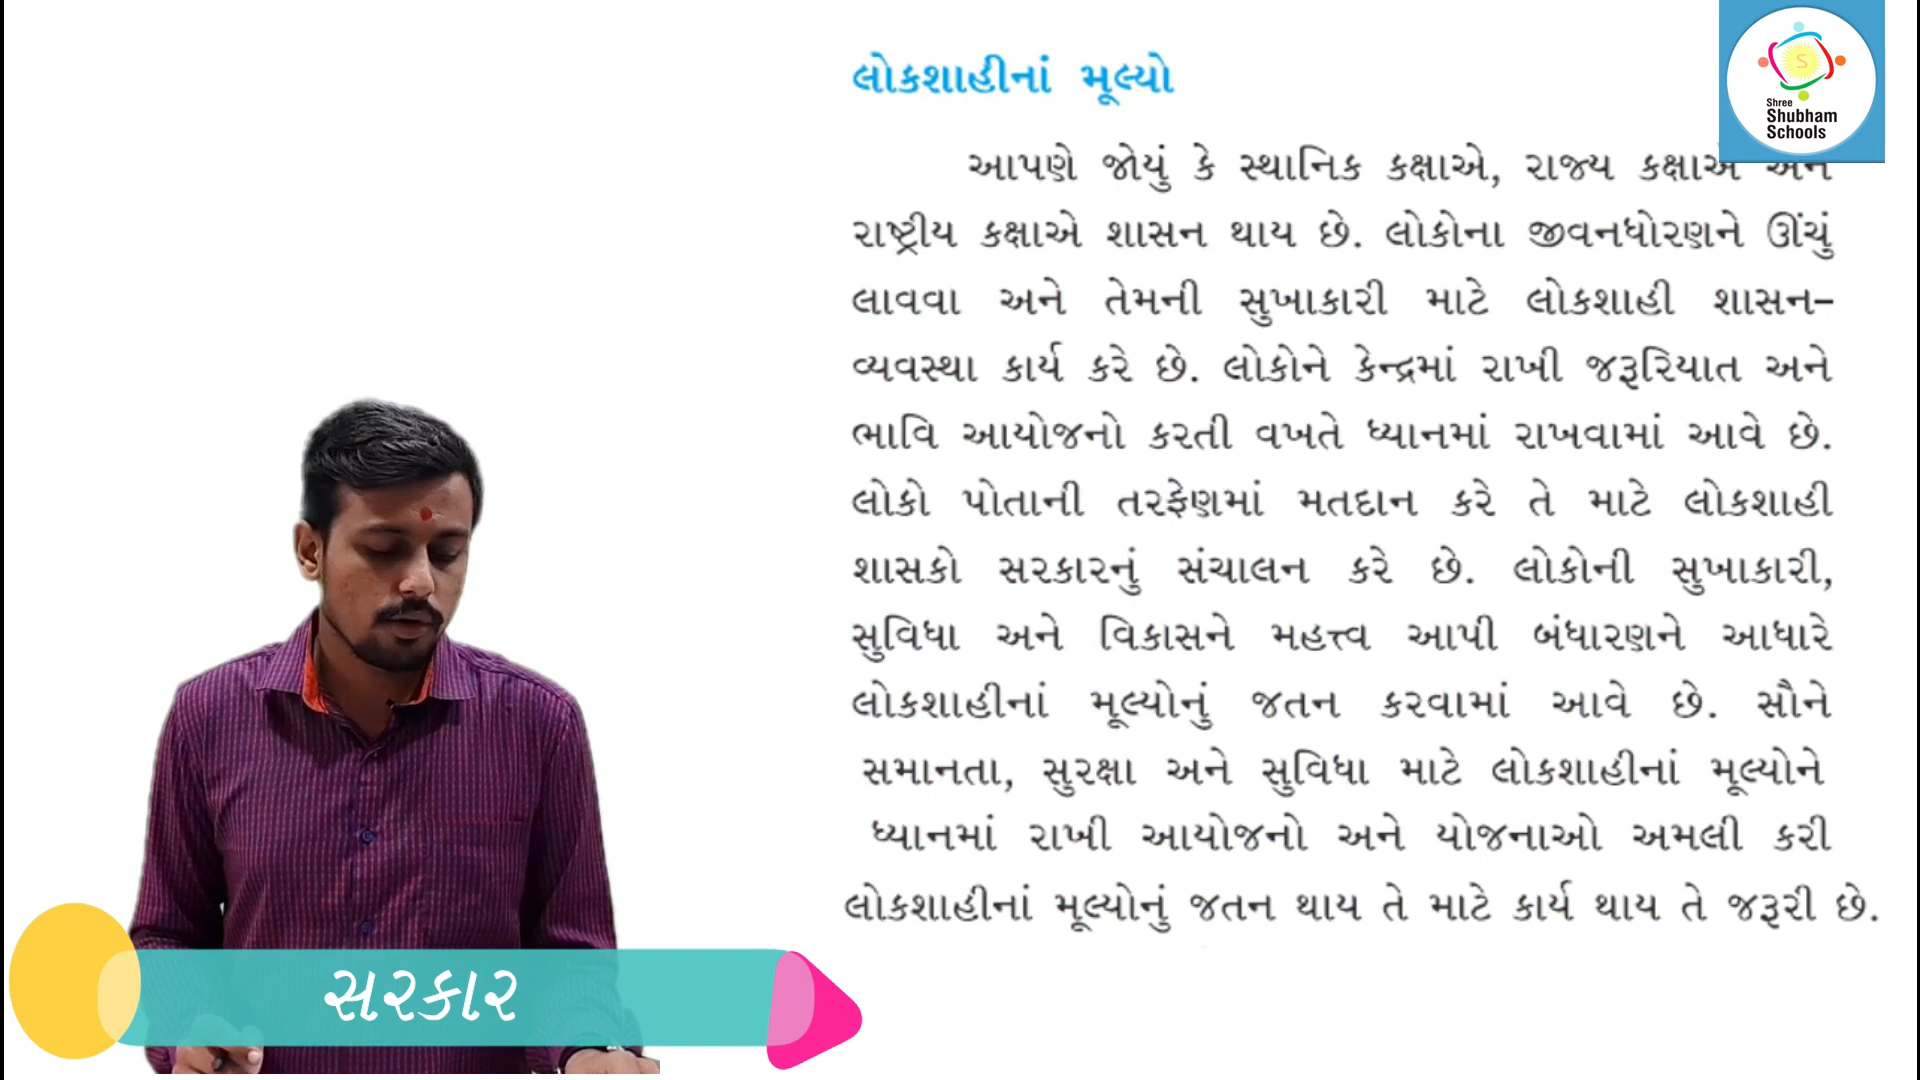 લોકશાહીનાં મૂલ્યો
Shree
Shubham
Schools
આપણે જોયું કે સ્થાનિક કક્ષાએ, રાજ્ય કક્ષાએ અને
રાષ્ટ્રીય કક્ષાએ શાસન થાય છે. લોકોના જીવનધોરણને ઊંચું
લાવવા અને તેમની સુખાકારી માટે લોકશાહી શાસન–
વ્યવસ્થા કાર્ય કરે છે. લોકોને કેન્દ્રમાં રાખી જરૂરિયાત અને
ભાવિ આયોજનો કરતી વખતે ધ્યાનમાં રાખવામાં આવે છે.
લોકો પોતાની તરફેણમાં મતદાન કરે તે માટે લોકશાહી
શાસકો સરકારનું સંચાલન કરે છે. લોકોની સુખાકારી,
સુવિધા અને વિકાસને મહત્ત્વ આપી બંધારણને આધારે
લોકશાહીનાં મૂલ્યોનું જતન કરવામાં આવે છે. સૌને
સમાનતા, સુરક્ષા અને સુવિધા માટે લોકશાહીનાં મૂલ્યોને
ધ્યાનમાં રાખી આયોજનો અને યોજનાઓ અમલી કરી
લોકશાહીનાં મૂલ્યોનું જતન થાય તે માટે કાર્ય થાય તે જરૂરી છે.
સરકાર